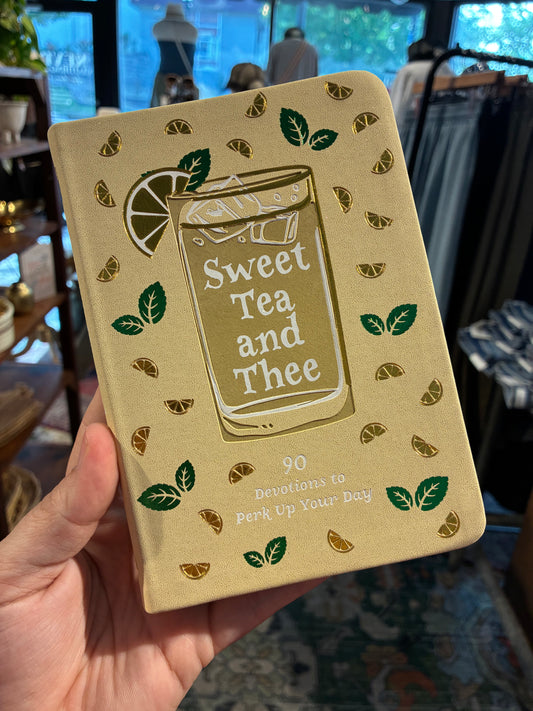 Sweet
Tea
and
Thee
90
Devotions to
Perk Up Your Day